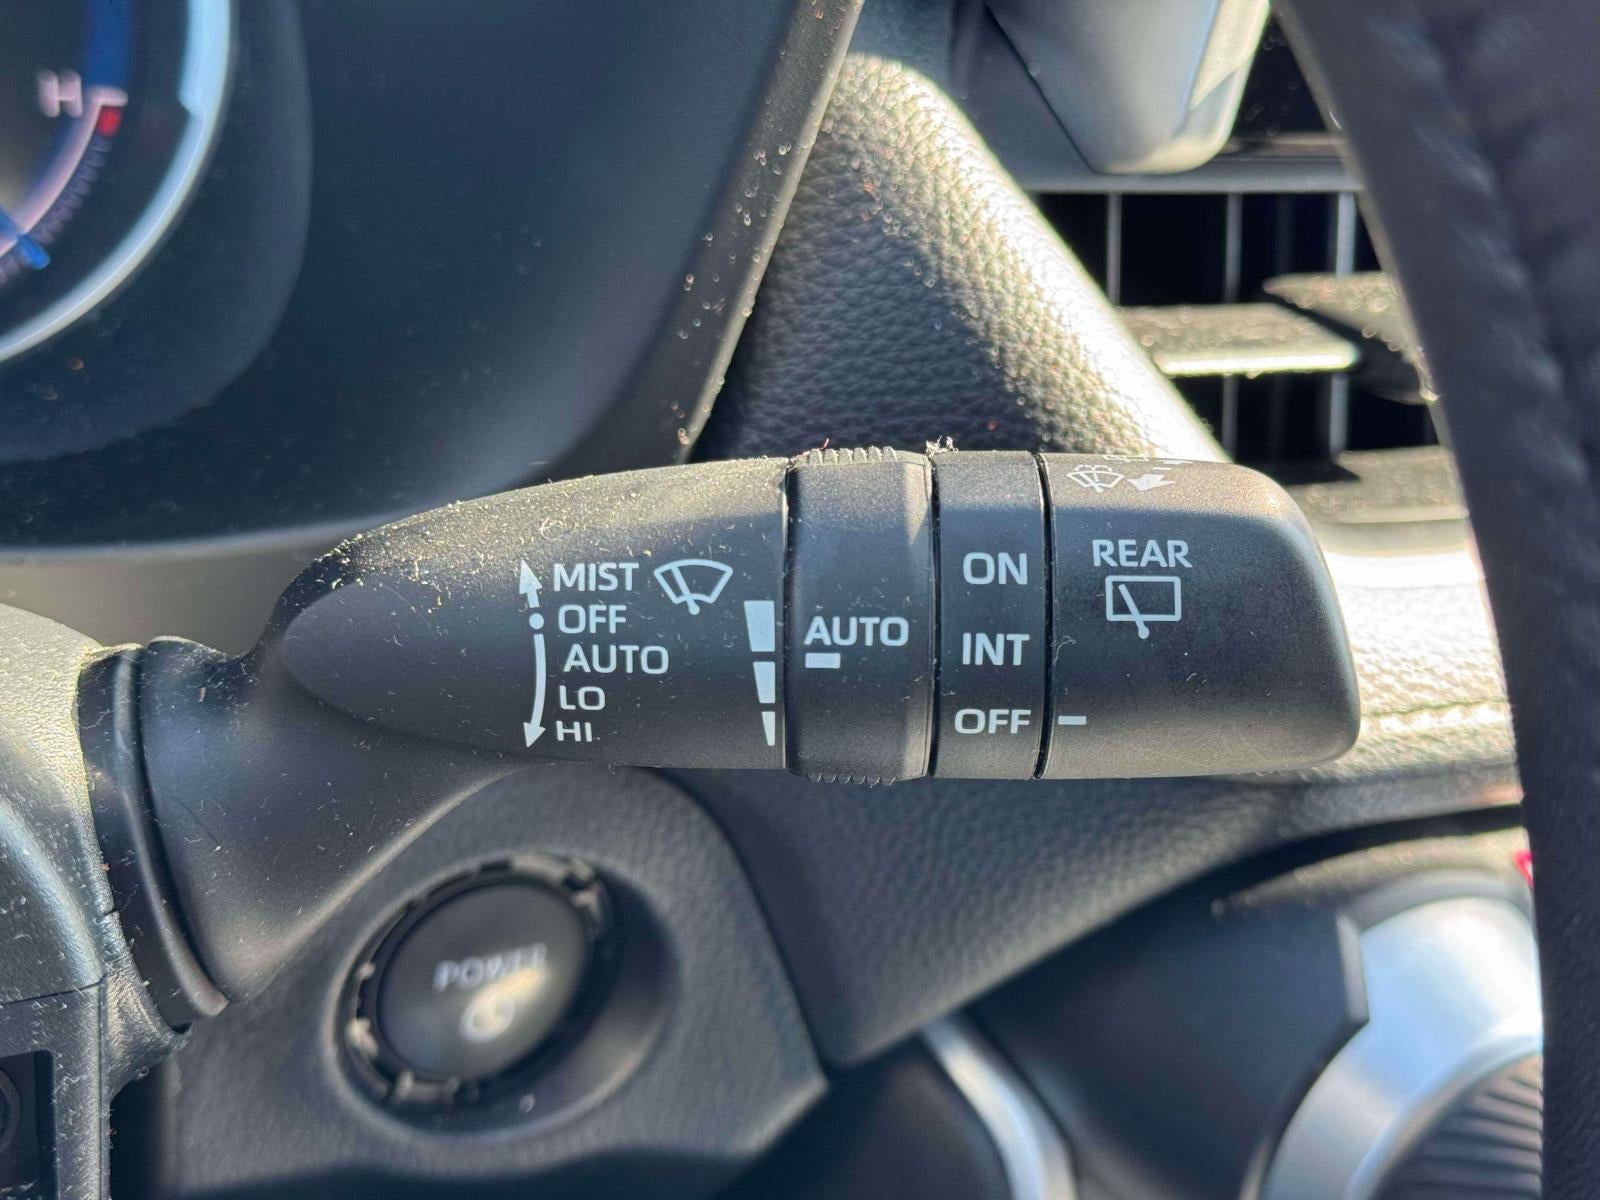 H
MIST
OFF
AUTO
LO
HI
AUTO
ON
INT
OFF
REAR
POWER